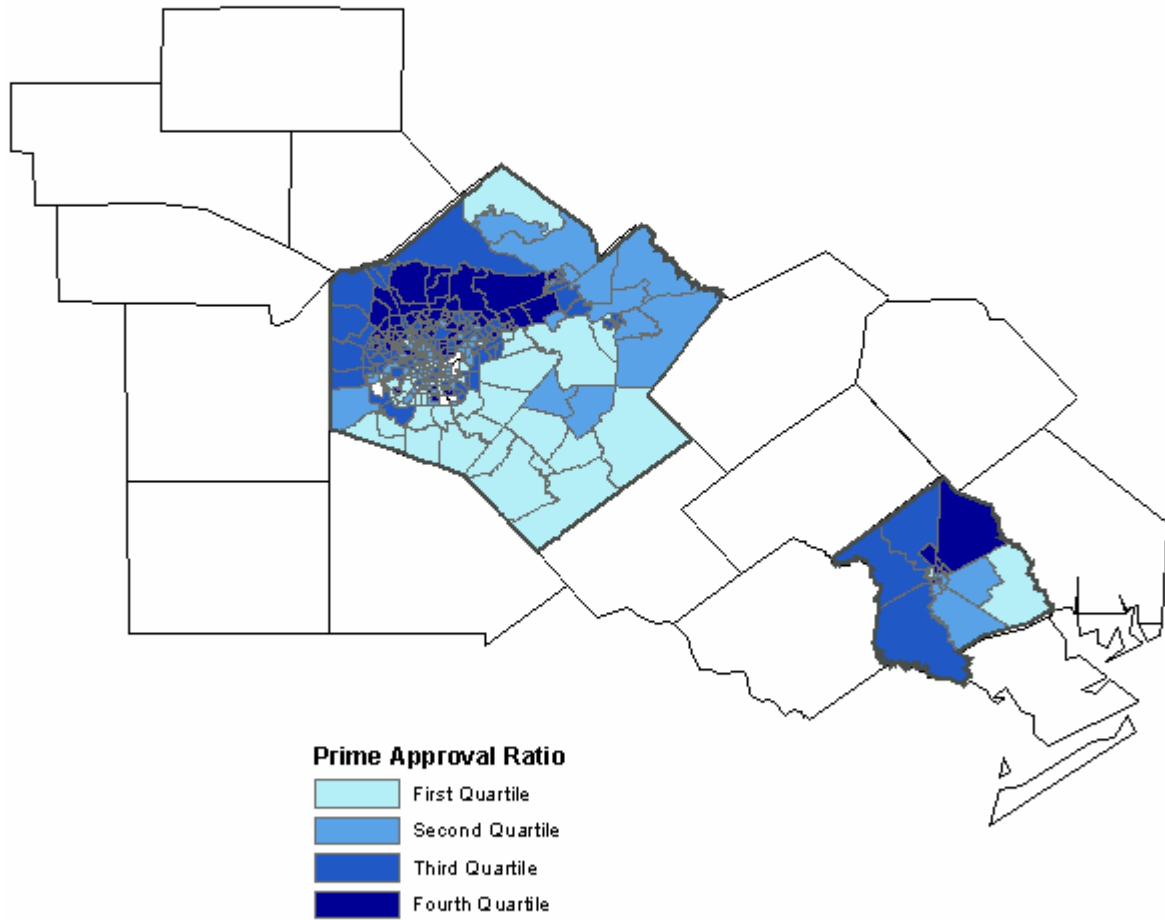 Prime Approval Ratio
First Quartile
Second Quartile
Third Quartile
Fourth Quartile